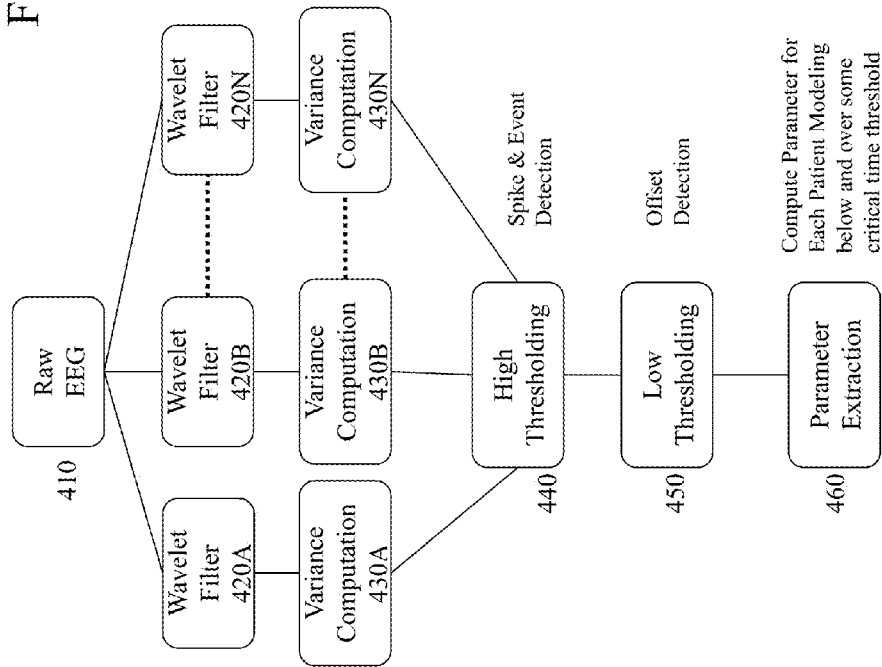 F
Raw
EEG
410
Wavelet
Filter
420A
Wavelet
Filter
420B
Wavelet
Filter
420N
Variance
Computation
430A
Variance
Computation
430B
Variance
Computation
430N
High
Thresholding
440
Spike & Event
Detection
Low
Thresholding
450
Offset
Detection
Parameter
Extraction
460
Compute Parameter for
Each Patient Modeling
below and over some
critical time threshold